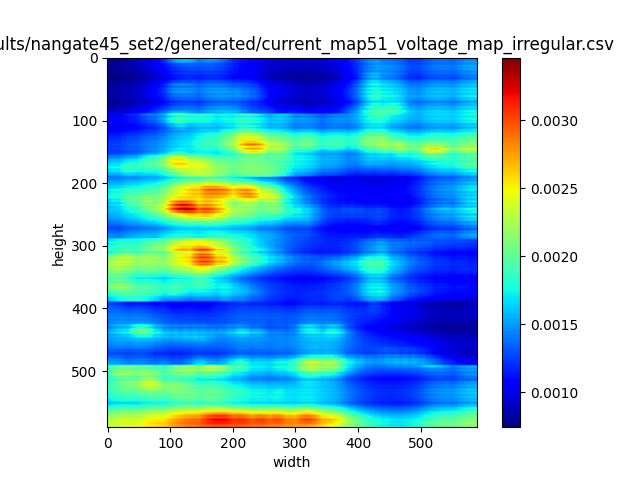 ults/nangate45_set2/generated/current_map51_voltage_map_irregular.csv
0
100
200
300
400
500
height
0 100 200 300 400 500
width
0.0030
0.0025
0.0020
0.0015
0.0010